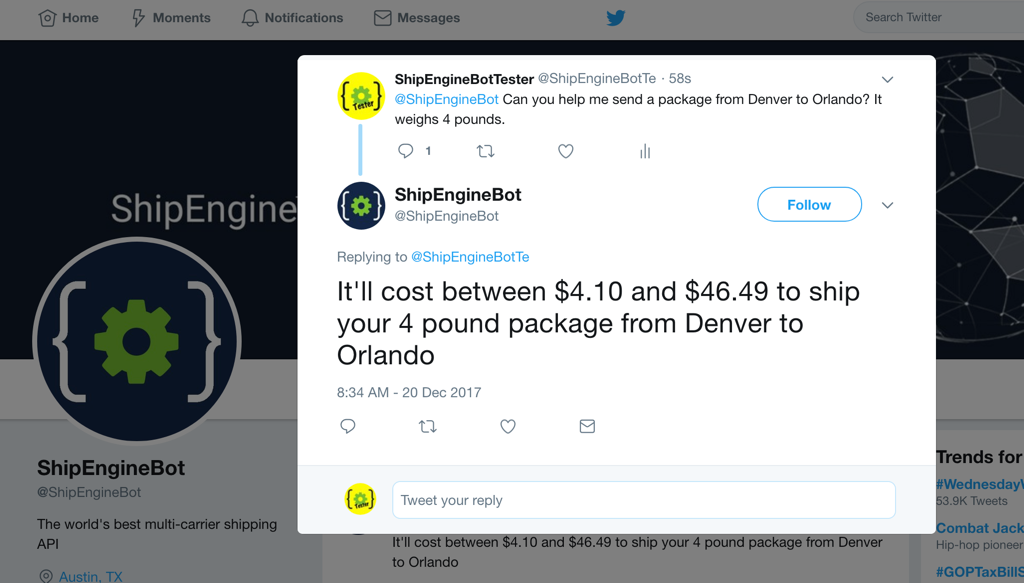 Home
Moments
Notifications
Messages
Search Twitter
ShipEngine
ShipEngineBotTester @ShipEngineBotTe · 58s
@ShipEngineBot Can you help me send a package from Denver to Orlando? It
weighs 4 pounds.
1
ShipEngineBot
@ShipEngineBot
Follow
Replying to @ShipEngineBotTe
It'll cost between $4.10 and $46.49 to ship
your 4 pound package from Denver to
Orlando
8:34 AM - 20 Dec 2017
Tweet your reply
It'll cost between $4.10 and $46.49 to ship your 4 pound package from Denver
to Orlando
ShipEngineBot
@ShipEngineBot
The world's best multi-carrier shipping
API
Austin, TX
Trends for
#Wednesday
53.9K Tweets
Combat Jack
Hip-hop pioneer
#GOPTaxBillS
{Tester}